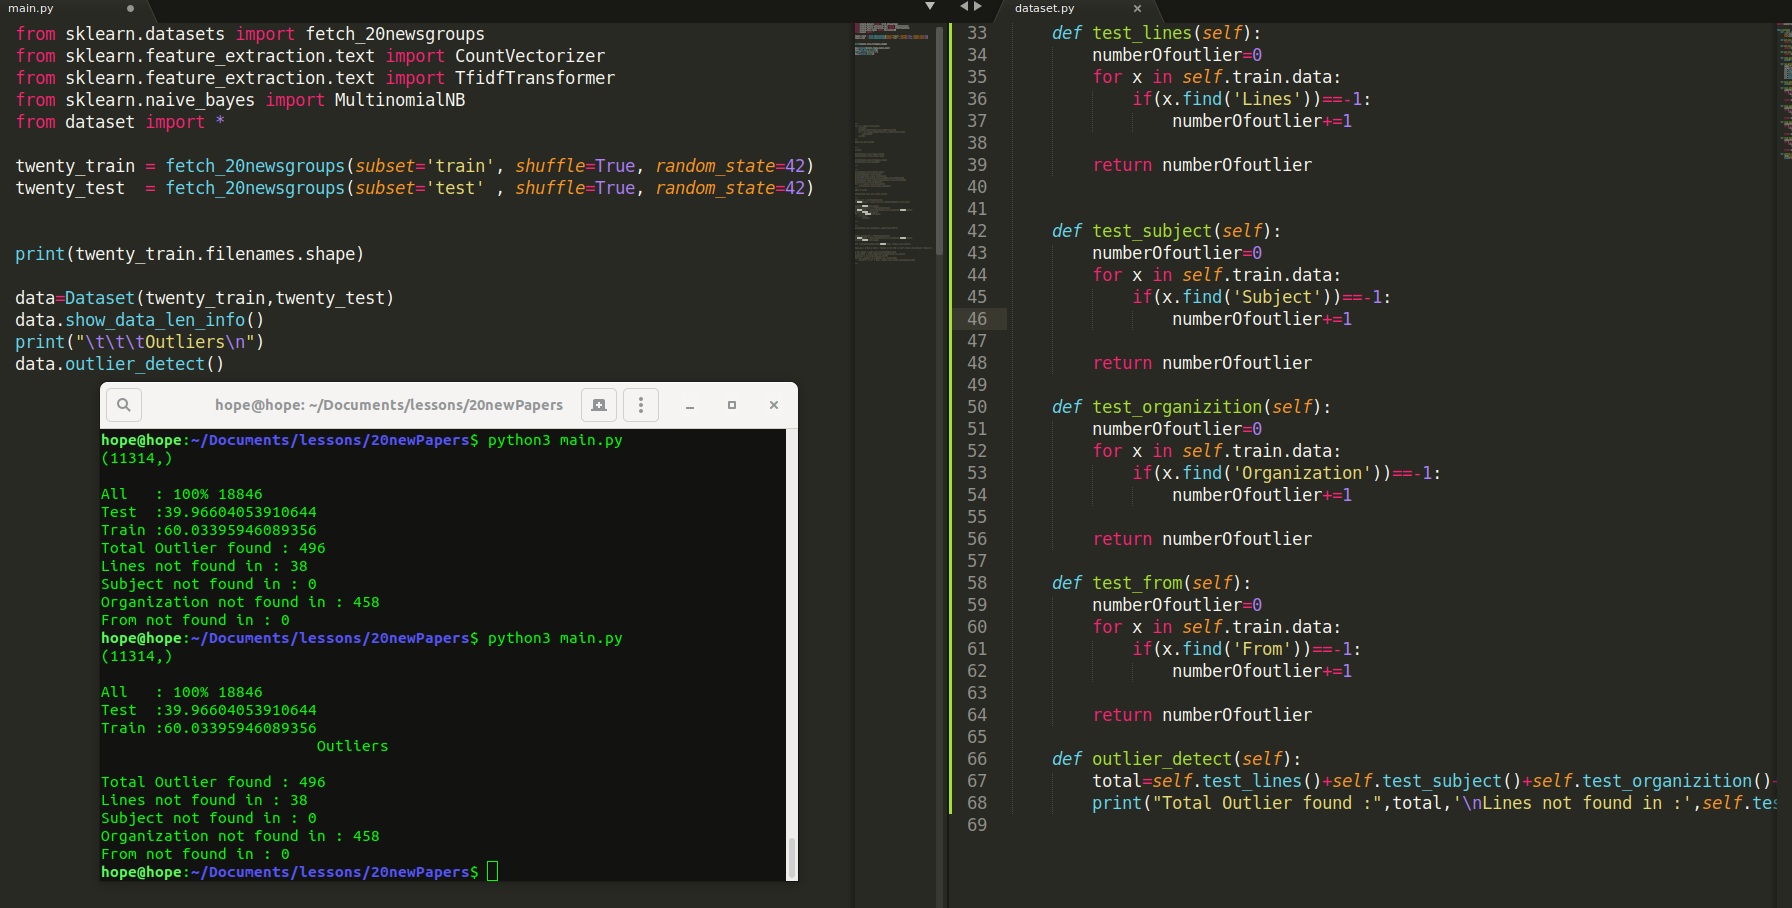 main.py
from sklearn.datasets import fetch_20newsgroups
from sklearn.feature_extraction.text import CountVectorizer
from sklearn.feature_extraction.text import TfidfTransformer
from sklearn.naive_bayes import MultinomialNB
from dataset import *
twenty_train = fetch_20newsgroups(subset='train', shuffle=True, random_state=42)
twenty_test  = fetch_20newsgroups(subset='test' , shuffle=True, random_state=42)
print(twenty_train.filenames.shape)
data=Dataset(twenty_train,twenty_test)
data.show_data_len_info()
print("\t\t\tOutliers\n")
data.outlier_detect()
hope@hope: ~/Documents/lessons/20newPapers
hope@hope:~/Documents/lessons/20newPapers$ python3 main.py
(11314,)
All   : 100% 18846
Test  :39.96604053910644
Train :60.03395946089356
Total Outlier found : 496
Lines not found in : 38
Subject not found in : 0
Organization not found in : 458
From not found in : 0
hope@hope:~/Documents/lessons/20newPapers$ python3 main.py
(11314,)
All   : 100% 18846
Test  :39.96604053910644
Train :60.03395946089356
Outliers
Total Outlier found : 496
Lines not found in : 38
Subject not found in : 0
Organization not found in : 458
From not found in : 0
hope@hope:~/Documents/lessons/20newPapers$
dataset.py
33 def test_lines(self):
34 numberOfoutlier=0
35 for x in self.train.data:
36 if(x.find('Lines'))==-1:
37 numberOfoutlier+=1
38
39 return numberOfoutlier
40
41
42 def test_subject(self):
43 numberOfoutlier=0
44 for x in self.train.data:
45 if(x.find('Subject'))==-1:
46 numberOfoutlier+=1
47
48 return numberOfoutlier
49
50 def test_organizition(self):
51 numberOfoutlier=0
52 for x in self.train.data:
53 if(x.find('Organization'))==-1:
54 numberOfoutlier+=1
55
56 return numberOfoutlier
57
58 def test_from(self):
59 numberOfoutlier=0
60 for x in self.train.data:
61 if(x.find('From'))==-1:
62 numberOfoutlier+=1
63
64 return numberOfoutlier
65
66 def outlier_detect(self):
67 total=self.test_lines()+self.test_subject()+self.test_organizition()+
68 print("Total Outlier found :",total,'\nLines not found in :',self.tes
69